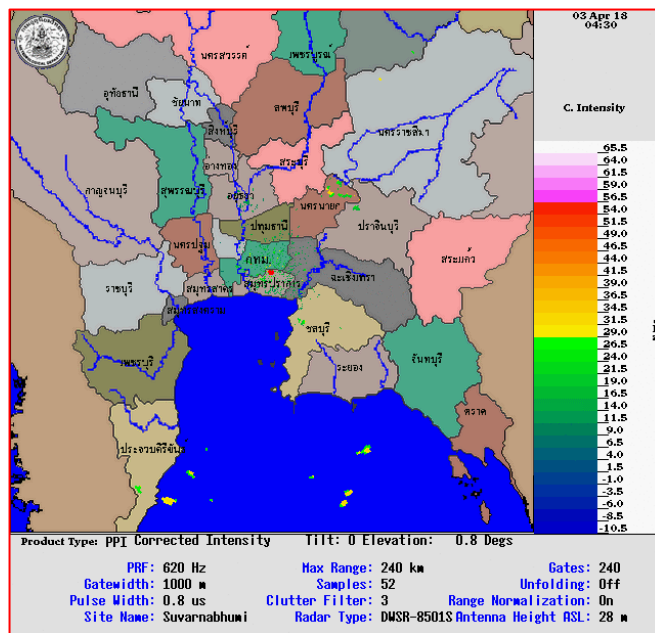 03 Apr 18
04:30
C. Intensity
นครสวรรค์
เพชรบูรณ์
อุทัยธานี
ชัยนาท
ลพบุรี
สิงห์บุรี
นครราชสีมา
อ่างทอง
สระบุรี
กาญจนบุรี
สุพรรณบุรี
อยุธยา
นครนายก
ปทุมธานี
ปราจีนบุรี
นครปฐม
กทม
สระแก้ว
ฉะเชิงเทรา
ราชบุรี
สมุทรสาคร
สมุทรปราการ
สมุทรสงคราม
ชลบุรี
เพชรบุรี
ระยอง
จันทบุรี
ตราด
ประจวบคีรีขันธ์
65.5
64.0
61.5
59.0
56.5
54.0
51.5
49.0
46.5
44.0
41.5
39.0
36.5
34.0
31.5
29.0
26.5
24.0
21.5
19.0
16.5
14.0
11.5
9.0
6.5
4.0
1.5
-1.0
-3.5
-6.0
-8.5
-10.5
Product Type: PPI Corrected Intensity Tilt: 0 Elevation: 0.8 Degs
PRF: 620 Hz Max Range: 240 km Gates: 240
Gatewidth: 1000 m Samples: 52 Unfolding: Off
Pulse Width: 0.8 us Clutter Filter: 3 Range Normalization: On
Site Name: Suvarnabhumi Radar Type: DWSR-8501S Antenna Height ASL: 28 m